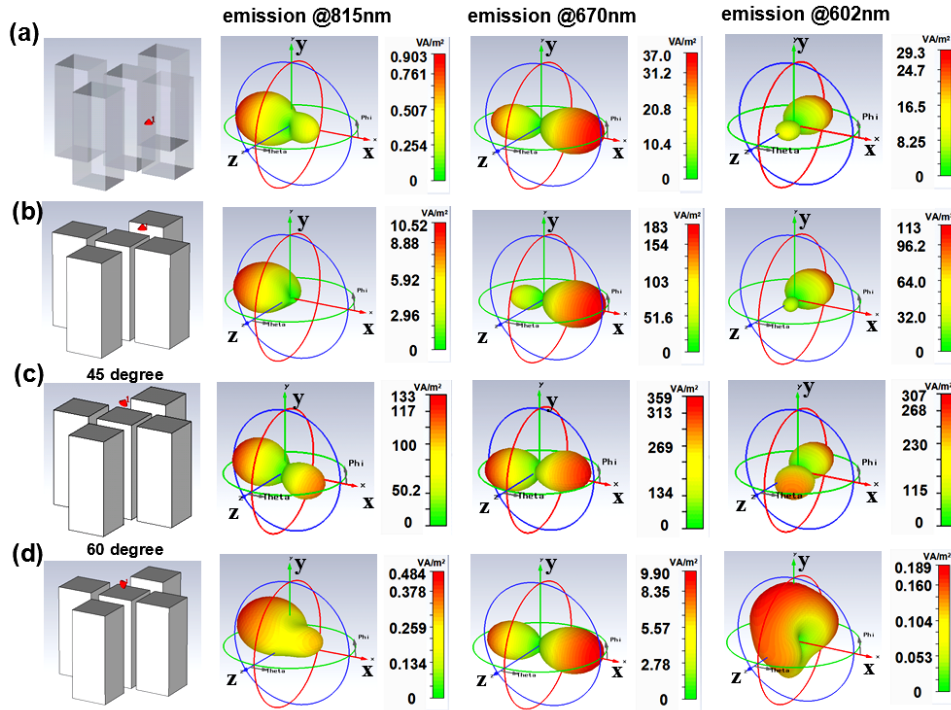 emission @815nm
emission @670nm
emission @602nm
(a)
VA/m²
0.903
0.761
0.507
0.254
0
y
Phi
x
x
z
Theta
VA/m²
37.0
31.2
20.8
10.4
0
y
Phi
x
x
z
Theta
VA/m²
29.3
24.7
16.5
8.25
0
y
Phi
x
x
z
Theta
(b)
VA/m²
10.52
8.88
5.92
2.96
0
y
Phi
x
x
z
Theta
VA/m²
183
154
103
51.6
0
y
Phi
x
x
z
Theta
VA/m²
113
96.2
64.0
32.0
0
y
Phi
x
x
z
Theta
(c)
45 degree
VA/m²
133
117
100
50.2
0
y
Phi
x
x
z
Theta
VA/m²
359
313
269
134
0
y
Phi
x
x
z
Theta
VA/m²
307
268
230
115
0
y
Phi
x
x
z
Theta
(d)
60 degree
VA/m²
0.484
0.378
0.259
0.134
0
y
Phi
x
x
z
Theta
VA/m²
9.90
8.35
5.57
2.78
0
y
Phi
x
x
z
Theta
VA/m²
0.189
0.160
0.104
0.053
0
y
Phi
x
x
z
Theta